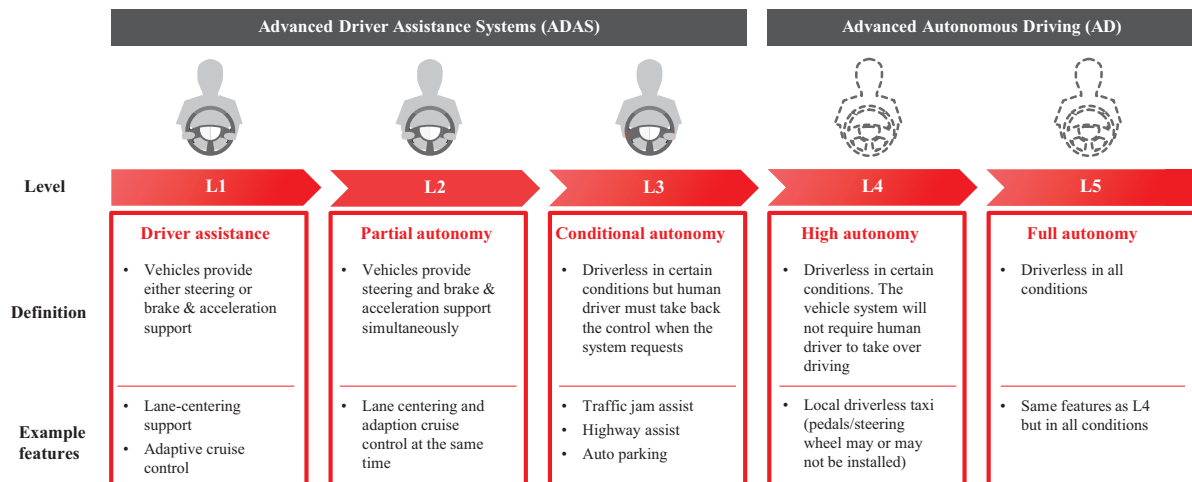 Advanced Driver Assistance Systems (ADAS)
Advanced Autonomous Driving (AD)
Level
L1
L2
L3
L4
L5
Driver assistance
Partial autonomy
Conditional autonomy
High autonomy
Full autonomy
Definition
• Vehicles provide
either steering or
brake & acceleration
support
• Vehicles provide
steering and brake &
acceleration support
simultaneously
• Driverless in certain
conditions but human
driver must take back
the control when the
system requests
• Driverless in certain
conditions. The
vehicle system will
not require human
driver to take over
driving
• Driverless in all
conditions
Example
features
• Lane-centering
support
• Adaptive cruise
control
• Lane centering and
adaption cruise
control at the same
time
• Traffic jam assist
• Highway assist
• Auto parking
• Local driverless taxi
(pedals/steering
wheel may or may
not be installed)
• Same features as L4
but in all conditions